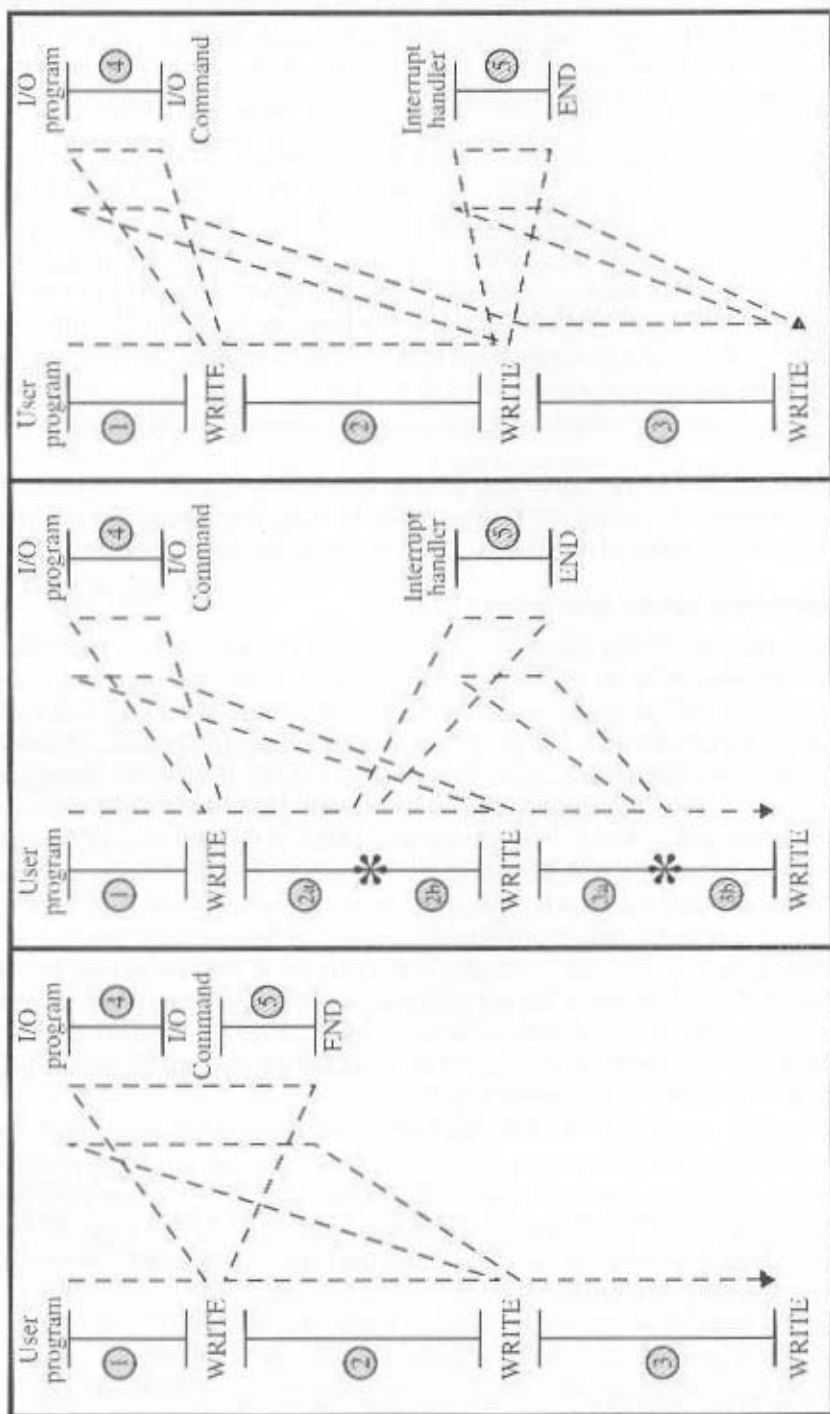 User
program
1
WRITE
2
WRITE
3
WRITE
I/O
program
4
I/O
Command
5
END
User
program
1
WRITE
2a
2b
WRITE
3a
3b
WRITE
I/O
program
4
I/O
Command
Interrupt
handler
5
END
User
program
1
WRITE
2
WRITE
3
WRITE
I/O
program
4
I/O
Command
Interrupt
handler
5
END